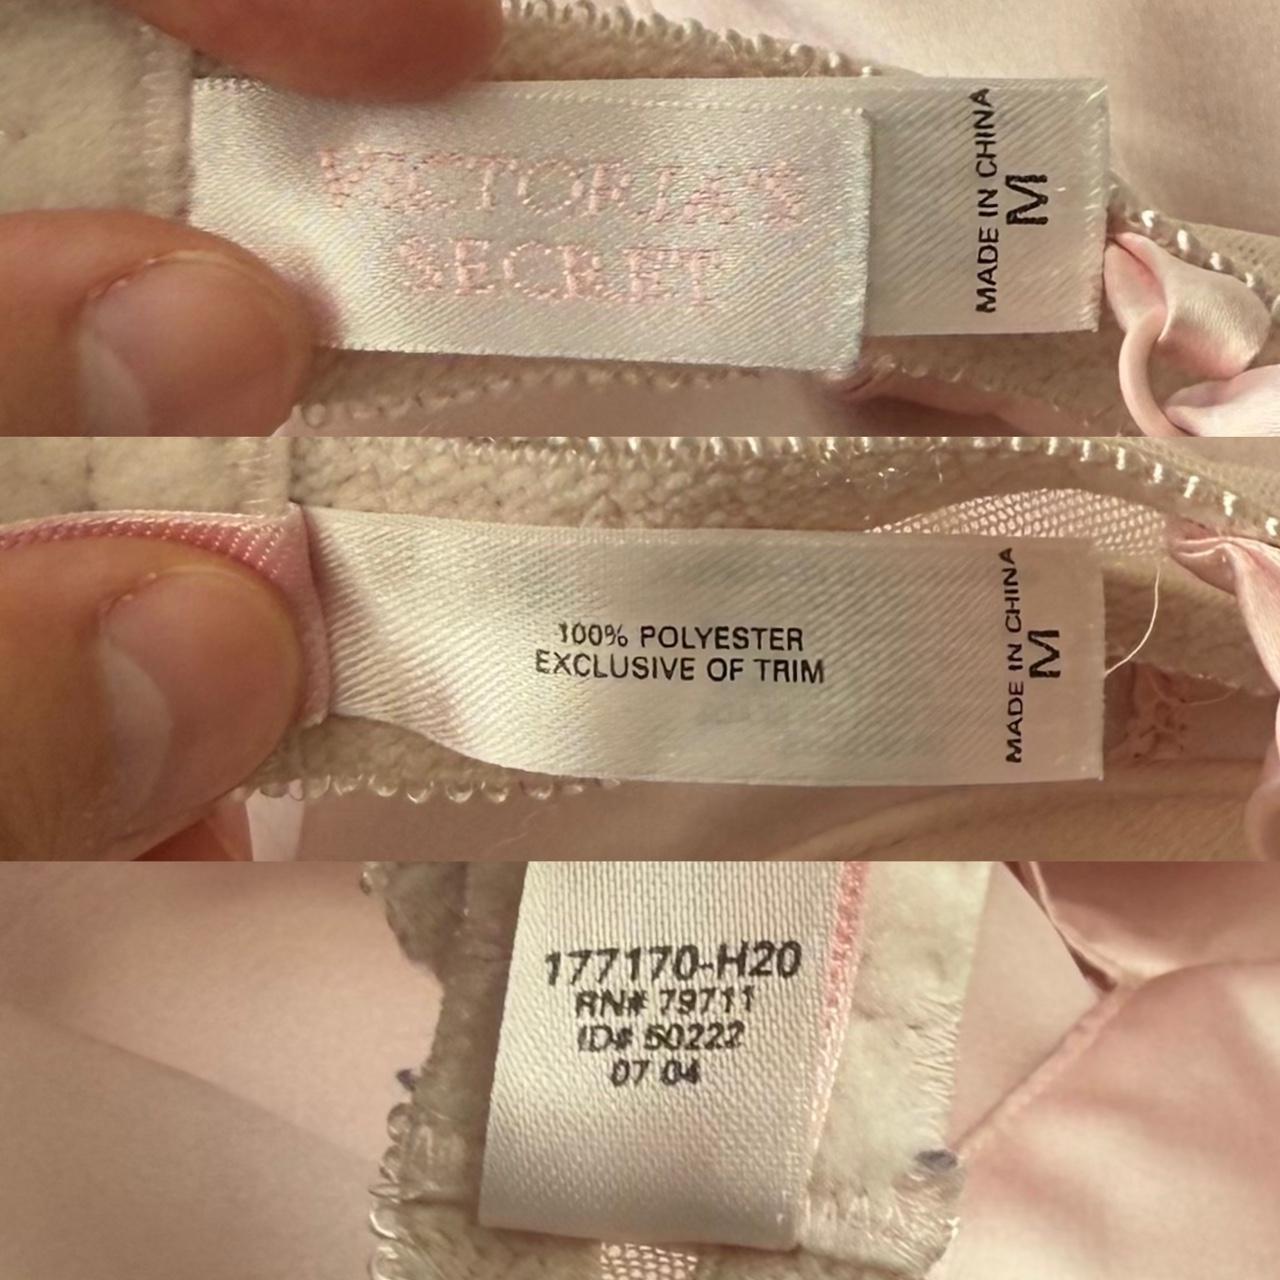 VICTORIA'S
SECRET
MADE IN CHINA
M
100% POLYESTER
EXCLUSIVE OF TRIM
MADE IN CHINA
M
177170-H20
RN# 79711
ID# 50222
07 04